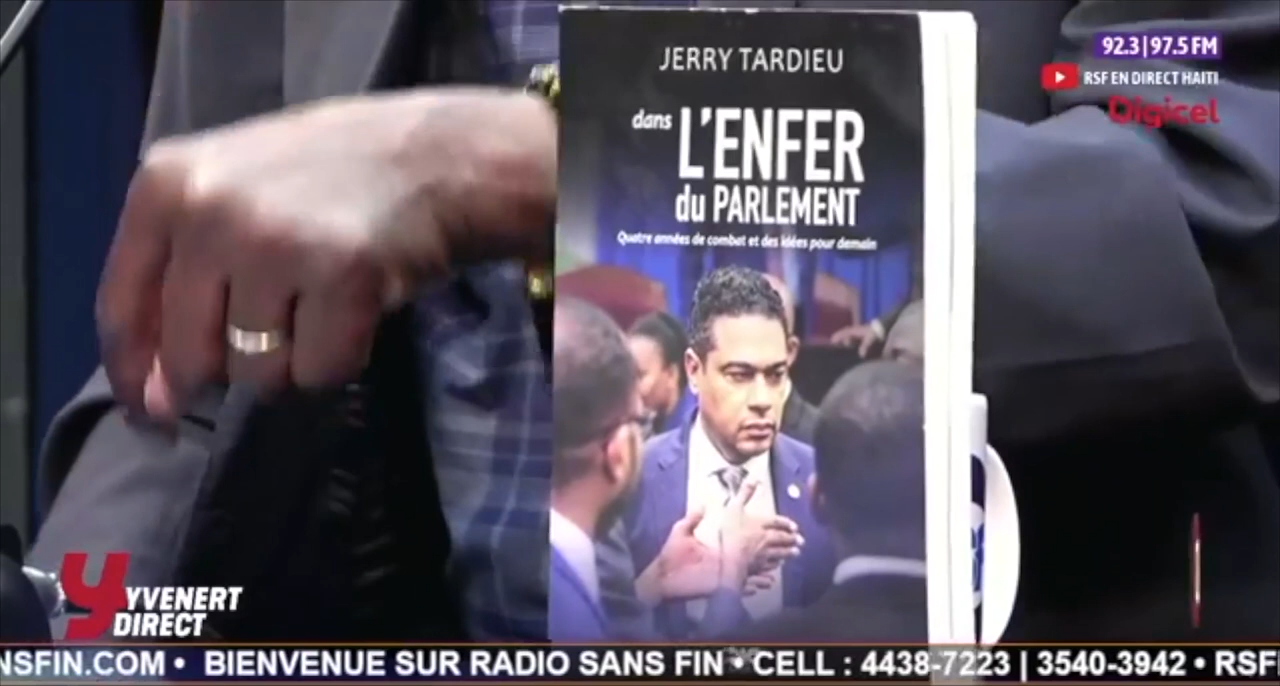 92.3|97.5 FM
RSF EN DIRECT HAITI
Digicel
JERRY TARDIEU
dans L'ENFER
du PARLEMENT
Quatre années de combat et des idées pour demain
YVENERT
DIRECT
NSFIN.COM • BIENVENUE SUR RADIO SANS FIN • CELL : 4438-7223 | 3540-3942 • RSF